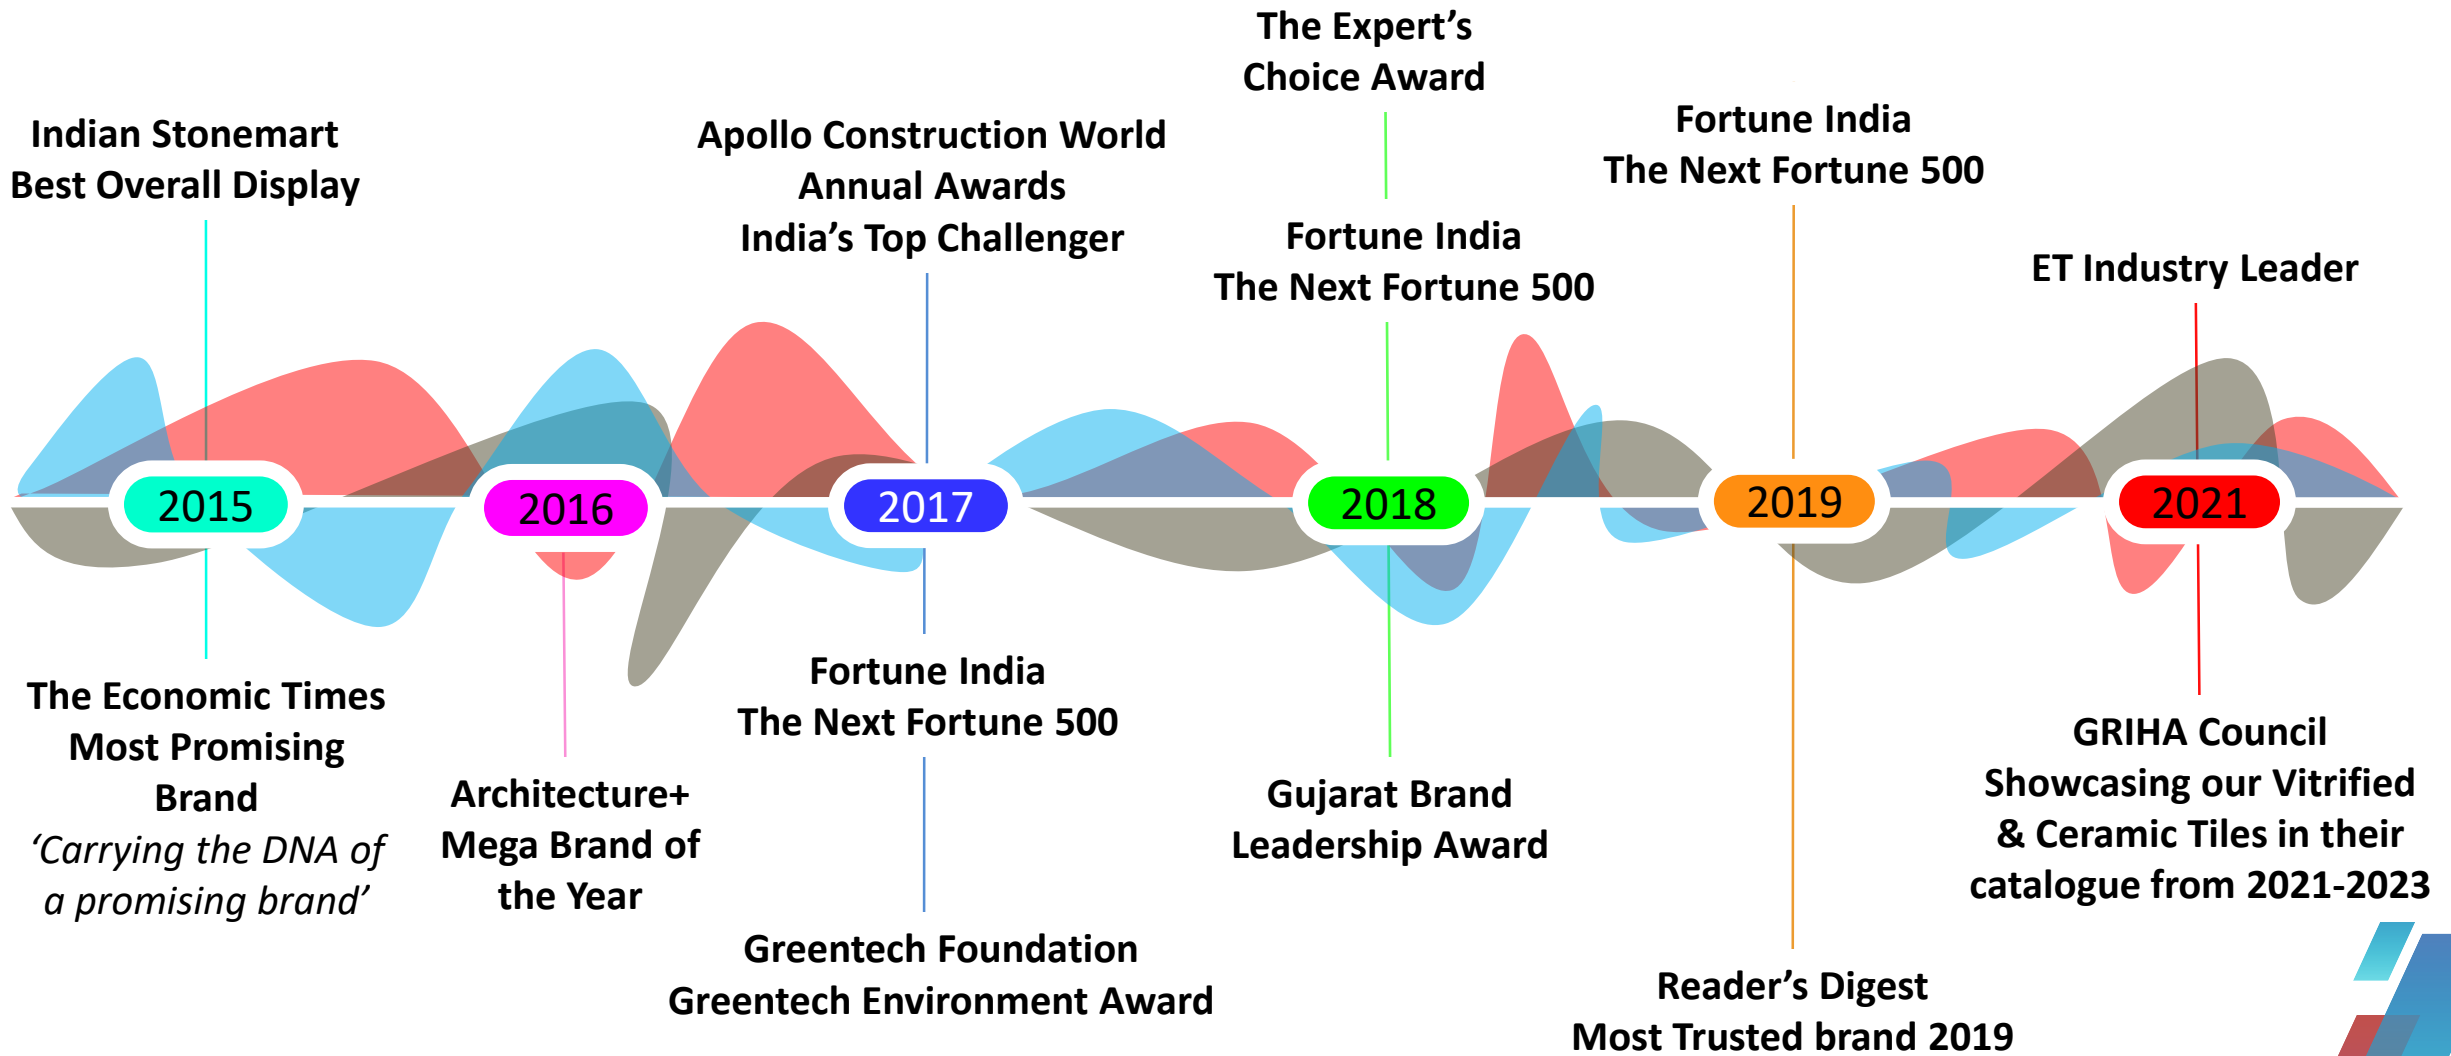 Indian Stonemart
Best Overall Display
2015
The Economic Times
Most Promising
Brand
‘Carrying the DNA of
a promising brand’
2016
Architecture+
Mega Brand of
the Year
Apollo Construction World
Annual Awards
India’s Top Challenger
2017
Fortune India
The Next Fortune 500
Greentech Foundation
Greentech Environment Award
The Expert’s
Choice Award
Fortune India
The Next Fortune 500
2018
Gujarat Brand
Leadership Award
Fortune India
The Next Fortune 500
2019
Reader’s Digest
Most Trusted brand 2019
ET Industry Leader
2021
GRIHA Council
Showcasing our Vitrified
& Ceramic Tiles in their
catalogue from 2021-2023